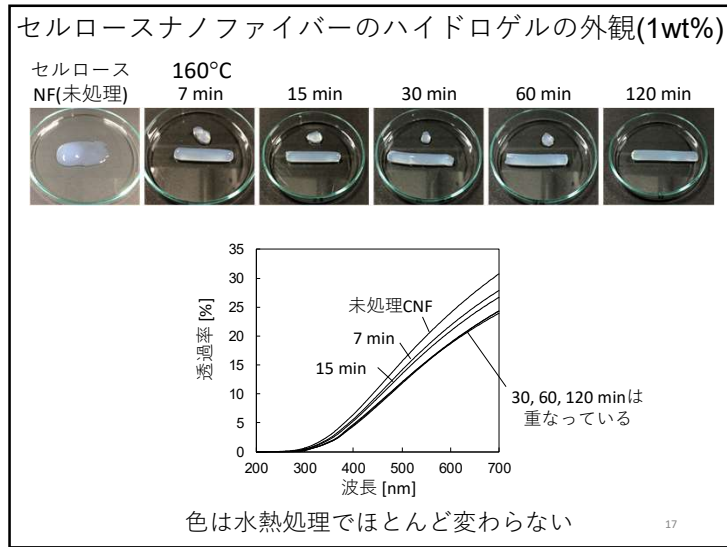 セルロースナノファイバーのハイドロゲルの外観(1wt%)
セルロース
NF(未処理)
160°C
7 min
15 min
30 min
60 min
120 min
35
30
25
20
15
10
5
0
透過率 [%]
未処理CNF
7 min
15 min
30, 60, 120 minは
重なっている
200 300 400 500 600 700
波長 [nm]
色は水熱処理でほとんど変わらない
17